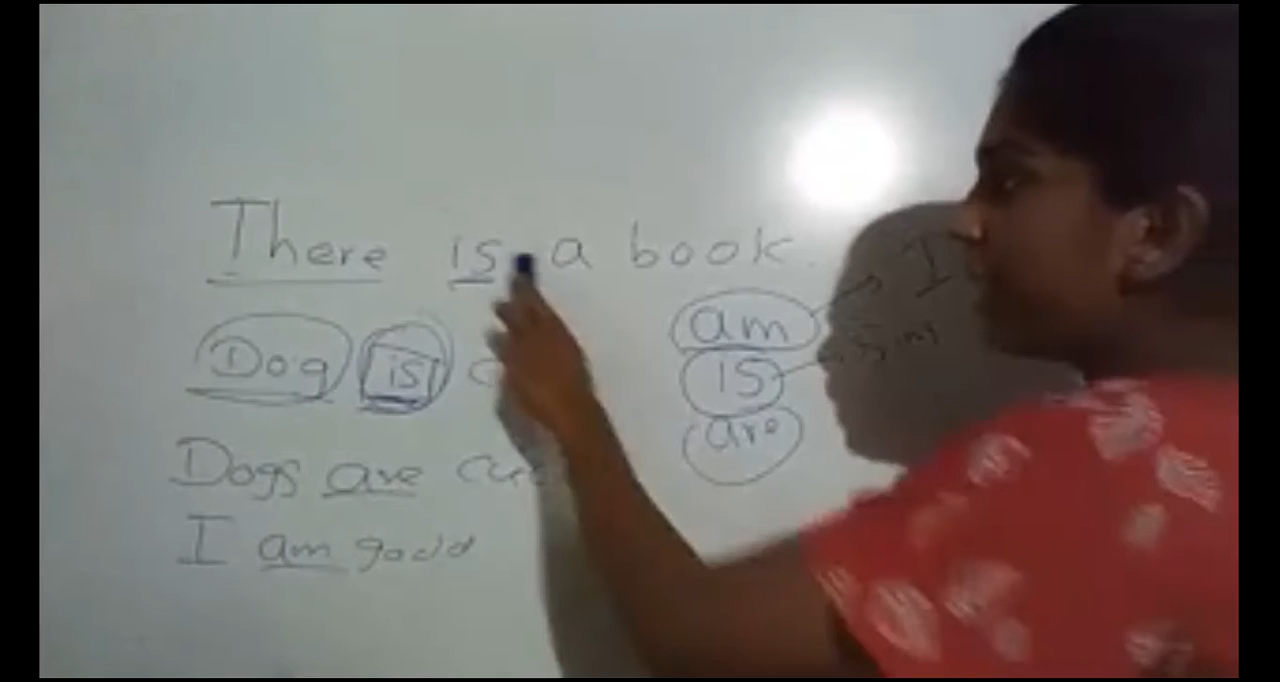 There is a book.
Dog is
Dogs are
I am good
am I
is
are